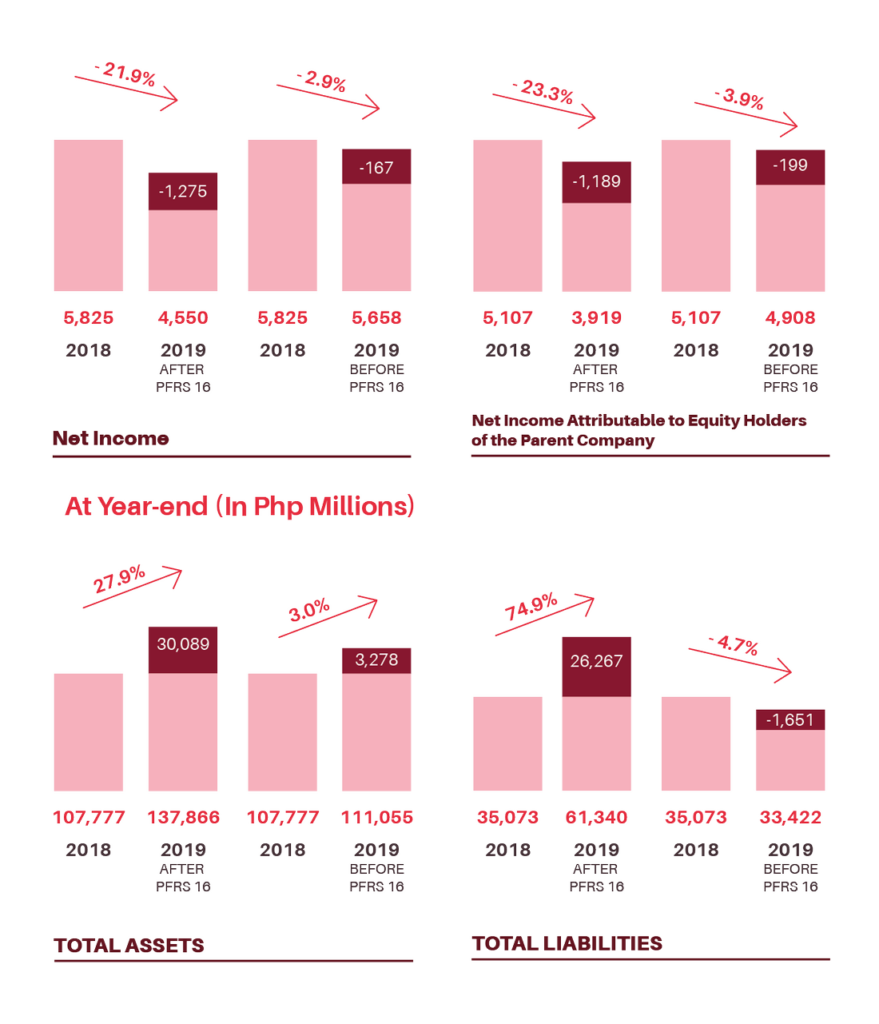 - 21.9%
- 2.9%
-1,275
-167
5,825 4,550 5,825 5,658
2018 2019 2018 2019
AFTER BEFORE
PFRS 16 PFRS 16
Net Income
- 23.3%
- 3.9%
-1,189
-199
5,107 3,919 5,107 4,908
2018 2019 2018 2019
AFTER BEFORE
PFRS 16 PFRS 16
Net Income Attributable to Equity Holders
of the Parent Company
At Year-end (In Php Millions)
27.9%
3.0%
30,089
3,278
107,777 137,866 107,777 111,055
2018 2019 2018 2019
AFTER BEFORE
PFRS 16 PFRS 16
TOTAL ASSETS
74.9%
- 4.7%
26,267
-1,651
35,073 61,340 35,073 33,422
2018 2019 2018 2019
AFTER BEFORE
PFRS 16 PFRS 16
TOTAL LIABILITIES